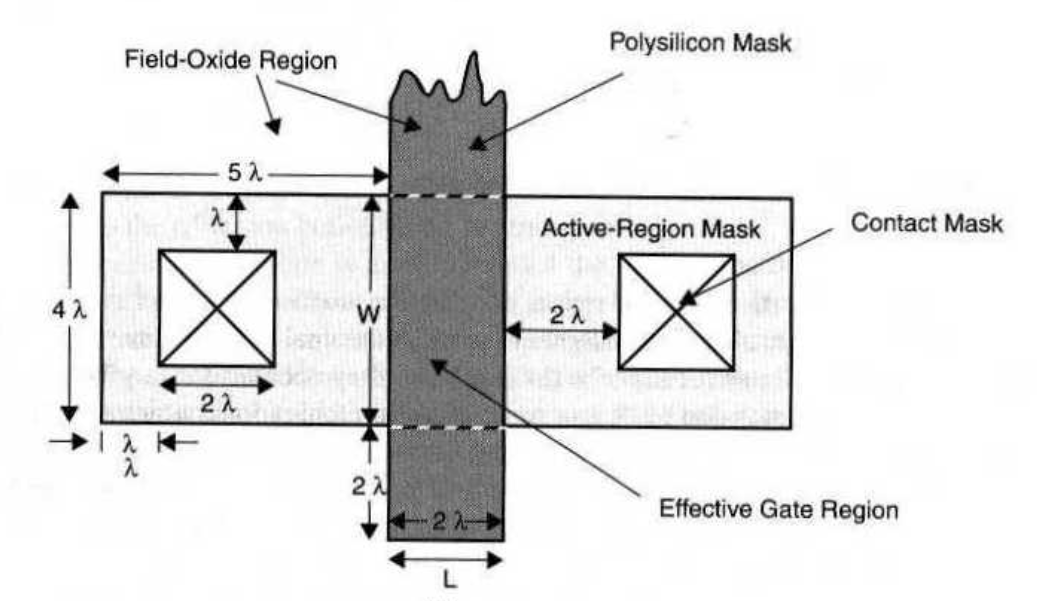 Polysilicon Mask
Field-Oxide Region
5 λ
λ
Active-Region Mask
Contact Mask
4 λ
W
2 λ
2 λ
λ
λ
2 λ
2 λ
Effective Gate Region
L